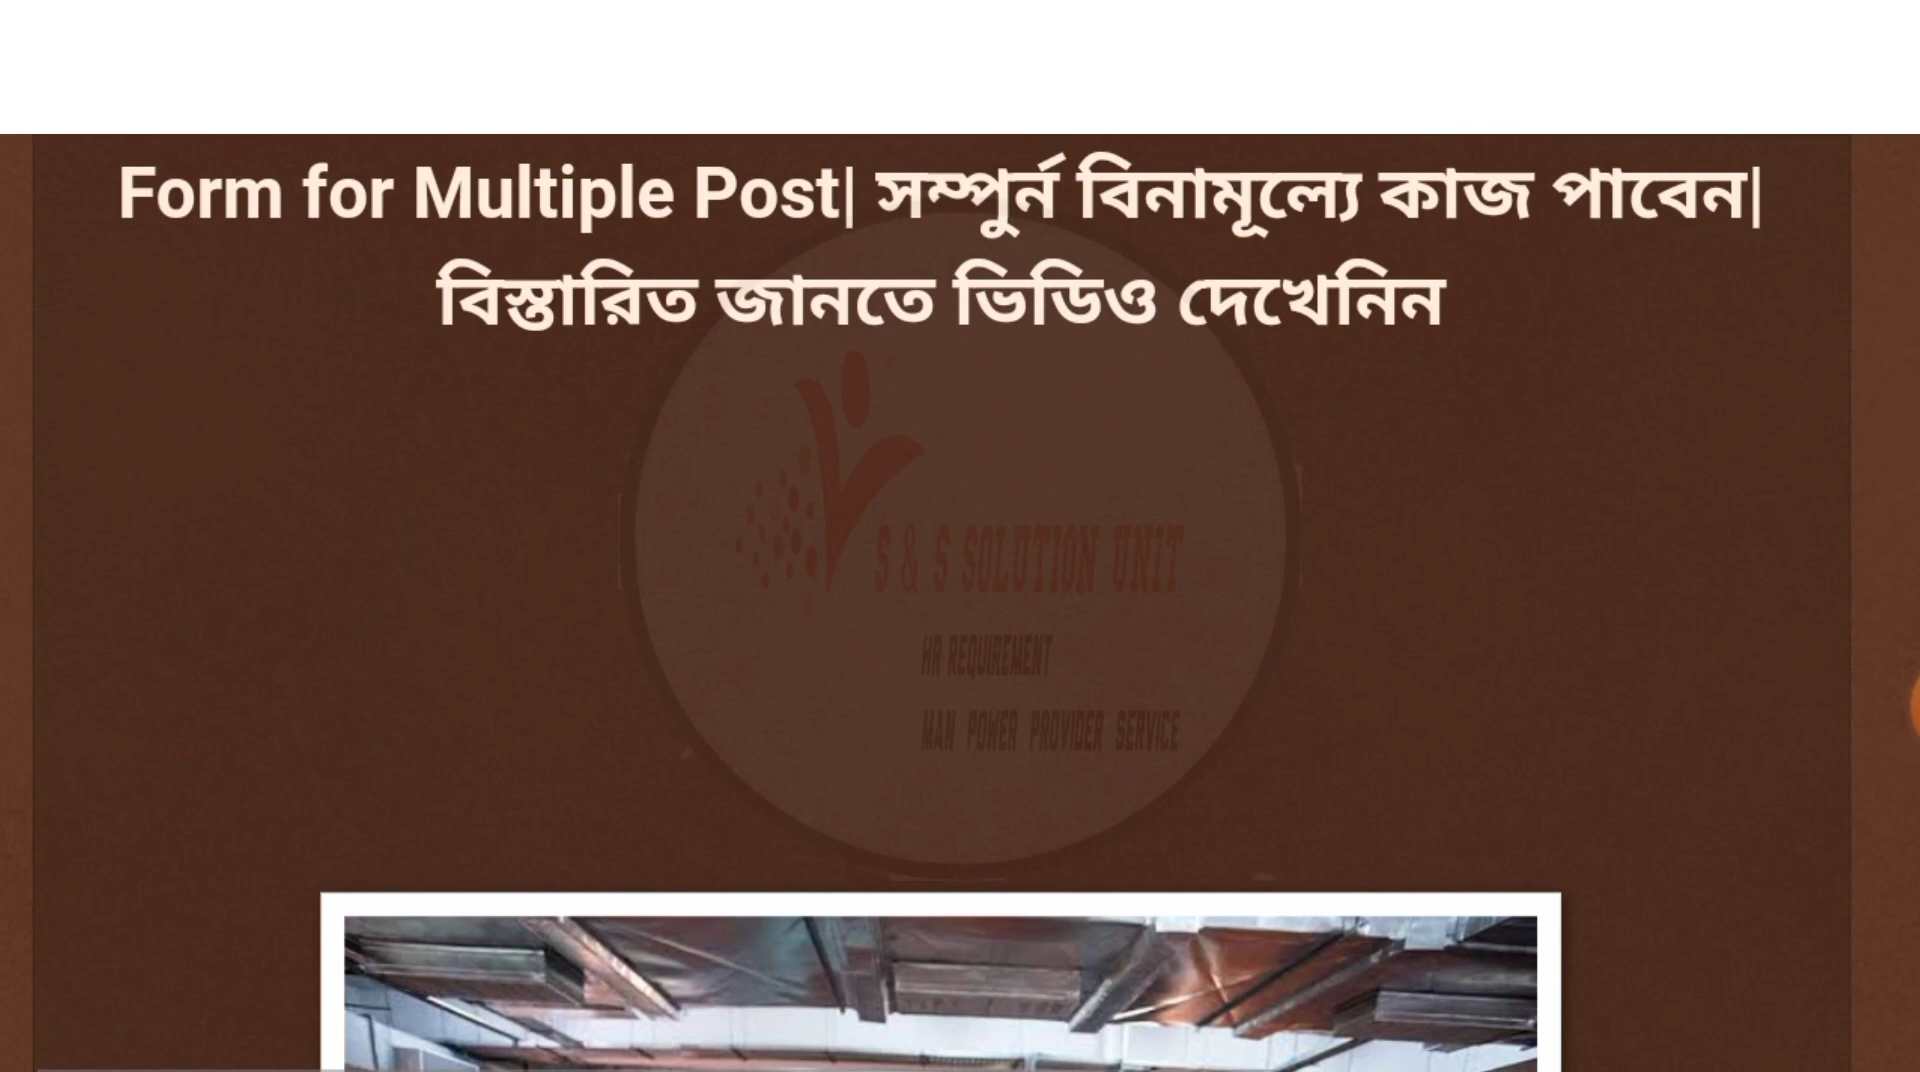 Form for Multiple Post| সম্পুর্ন বিনামূল্যে কাজ পাবেন|
বিস্তারিত জানতে ভিডিও দেখেনিন
S & S SOLUTION UNIT
HR REQUIREMENT
MAN POWER PROVIDER SERVICE